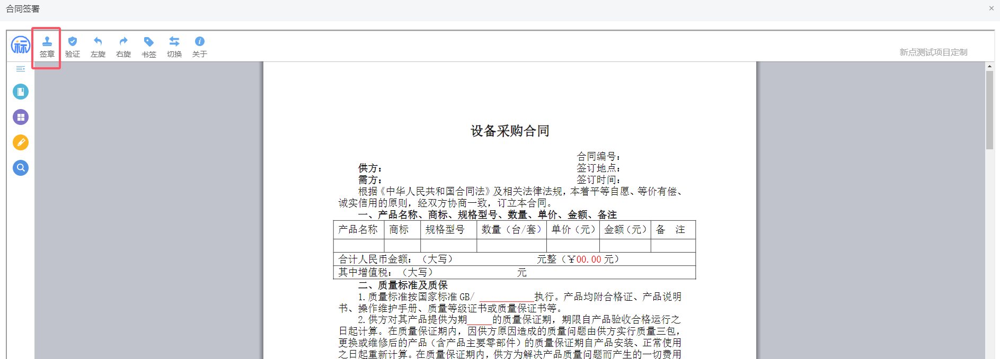 合同签署
标 签章 验证 左旋 右旋 书签 切换 关于
新点测试项目定制
设备采购合同
合同编号：
供方： 签订地点：
需方： 签订时间：
根据《中华人民共和国合同法》及相关法律法规，本着平等自愿、等价有偿、
诚实信用的原则，经双方协商一致，订立本合同。
一、产品名称、商标、规格型号、数量、单价、金额、备注
产品名称 商标 规格型号 数量（台/套） 单价（元） 金额（元） 备 注
合计人民币金额：（大写） 元整（￥00.00 元）
其中增值税：（大写） 元
二、质量标准及质保
1.质量标准按国家标准 GB/ ___________执行。产品均附合格证、产品说明
书、操作维护手册、质量等级证书或质量保证书等。
2.供方对其产品提供为期_____的质量保证期，期限自产品验收合格运行之
日起计算。在质量保证期内，因供方原因造成的质量问题由供方实行质量三包，
更换或维修后的产品（含产品主要零部件）的质量保证期自产品安装、正常使用
之日起重新计算。在质量保证期内，供方为解决产品质量问题而产生的一切费用